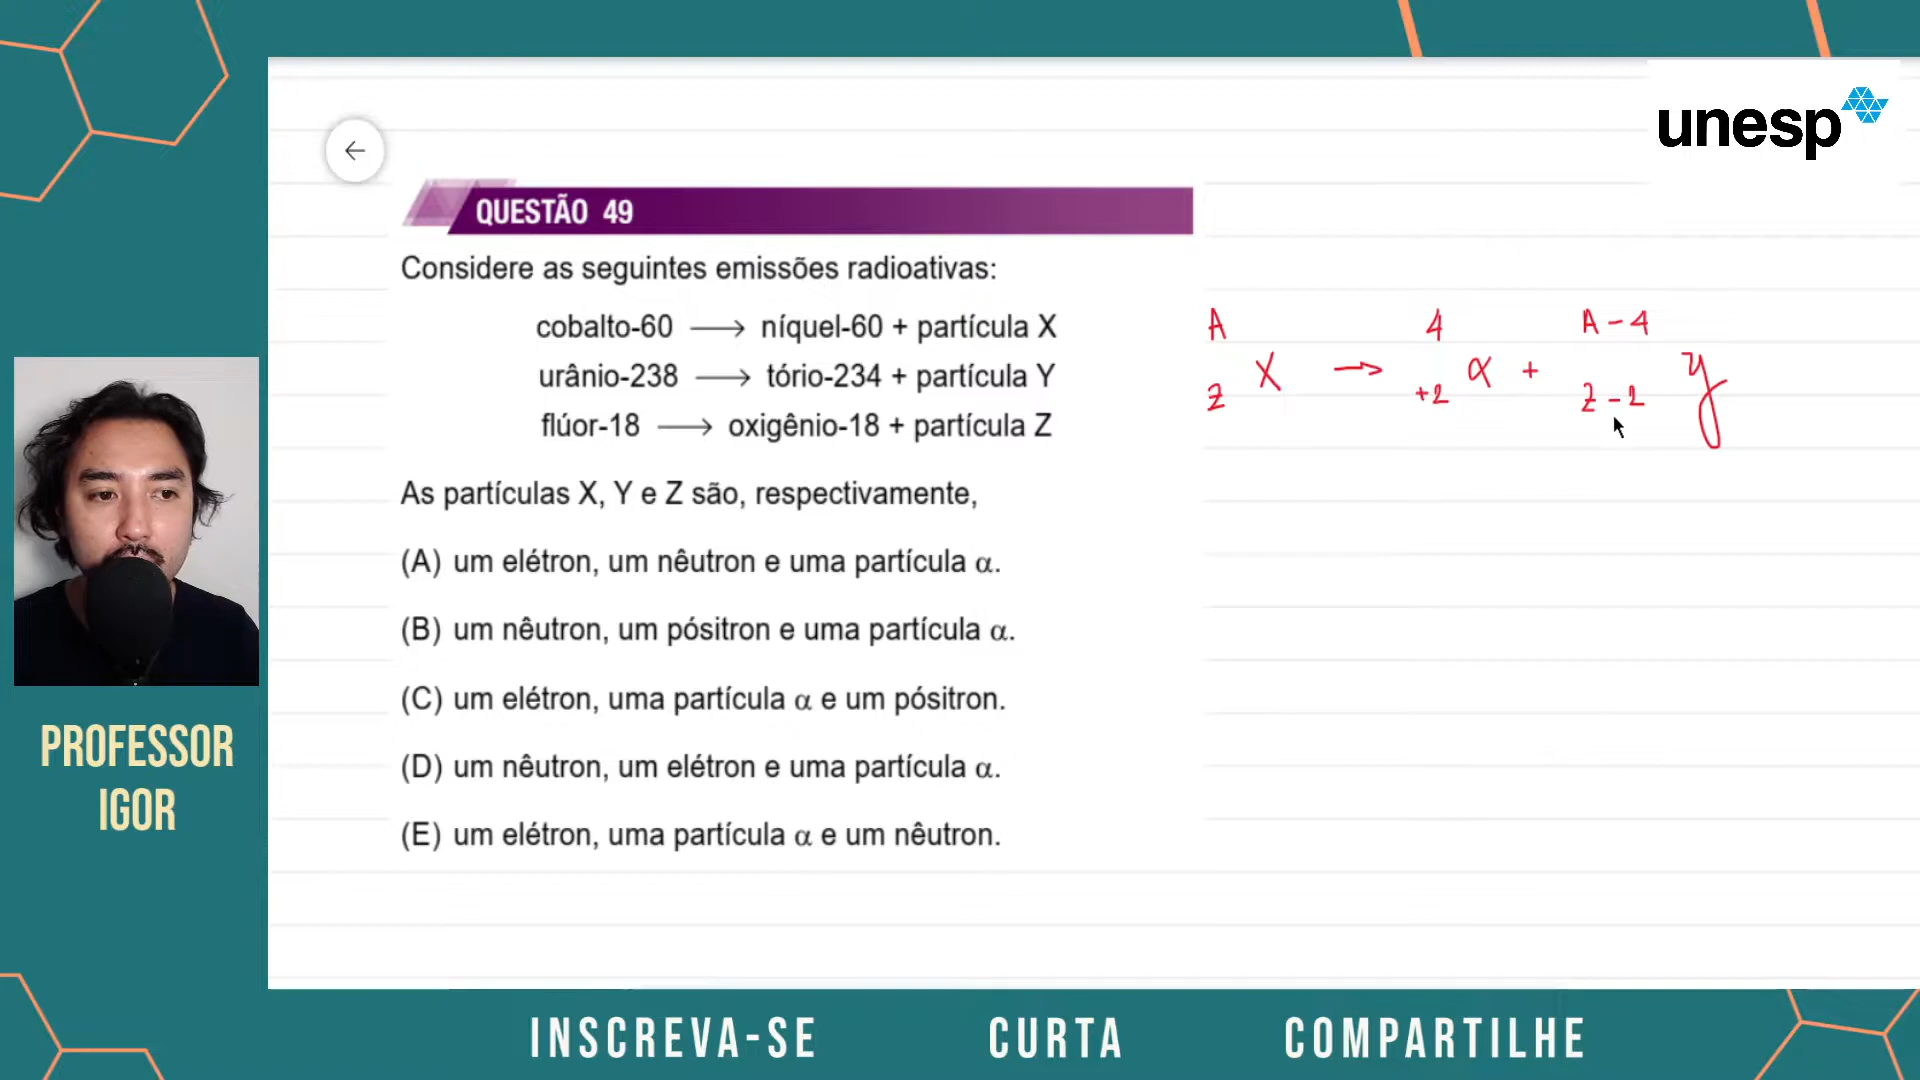 unesp
QUESTÃO 49
Considere as seguintes emissões radioativas:
cobalto-60 ⟶ níquel-60 + partícula X
urânio-238 ⟶ tório-234 + partícula Y
flúor-18 ⟶ oxigênio-18 + partícula Z
A 4 A-4
X → α + y
Z +2 Z-2
As partículas X, Y e Z são, respectivamente,
(A) um elétron, um nêutron e uma partícula α.
(B) um nêutron, um pósitron e uma partícula α.
(C) um elétron, uma partícula α e um pósitron.
(D) um nêutron, um elétron e uma partícula α.
(E) um elétron, uma partícula α e um nêutron.
PROFESSOR
IGOR
INSCREVA-SE CURTA COMPARTILHE